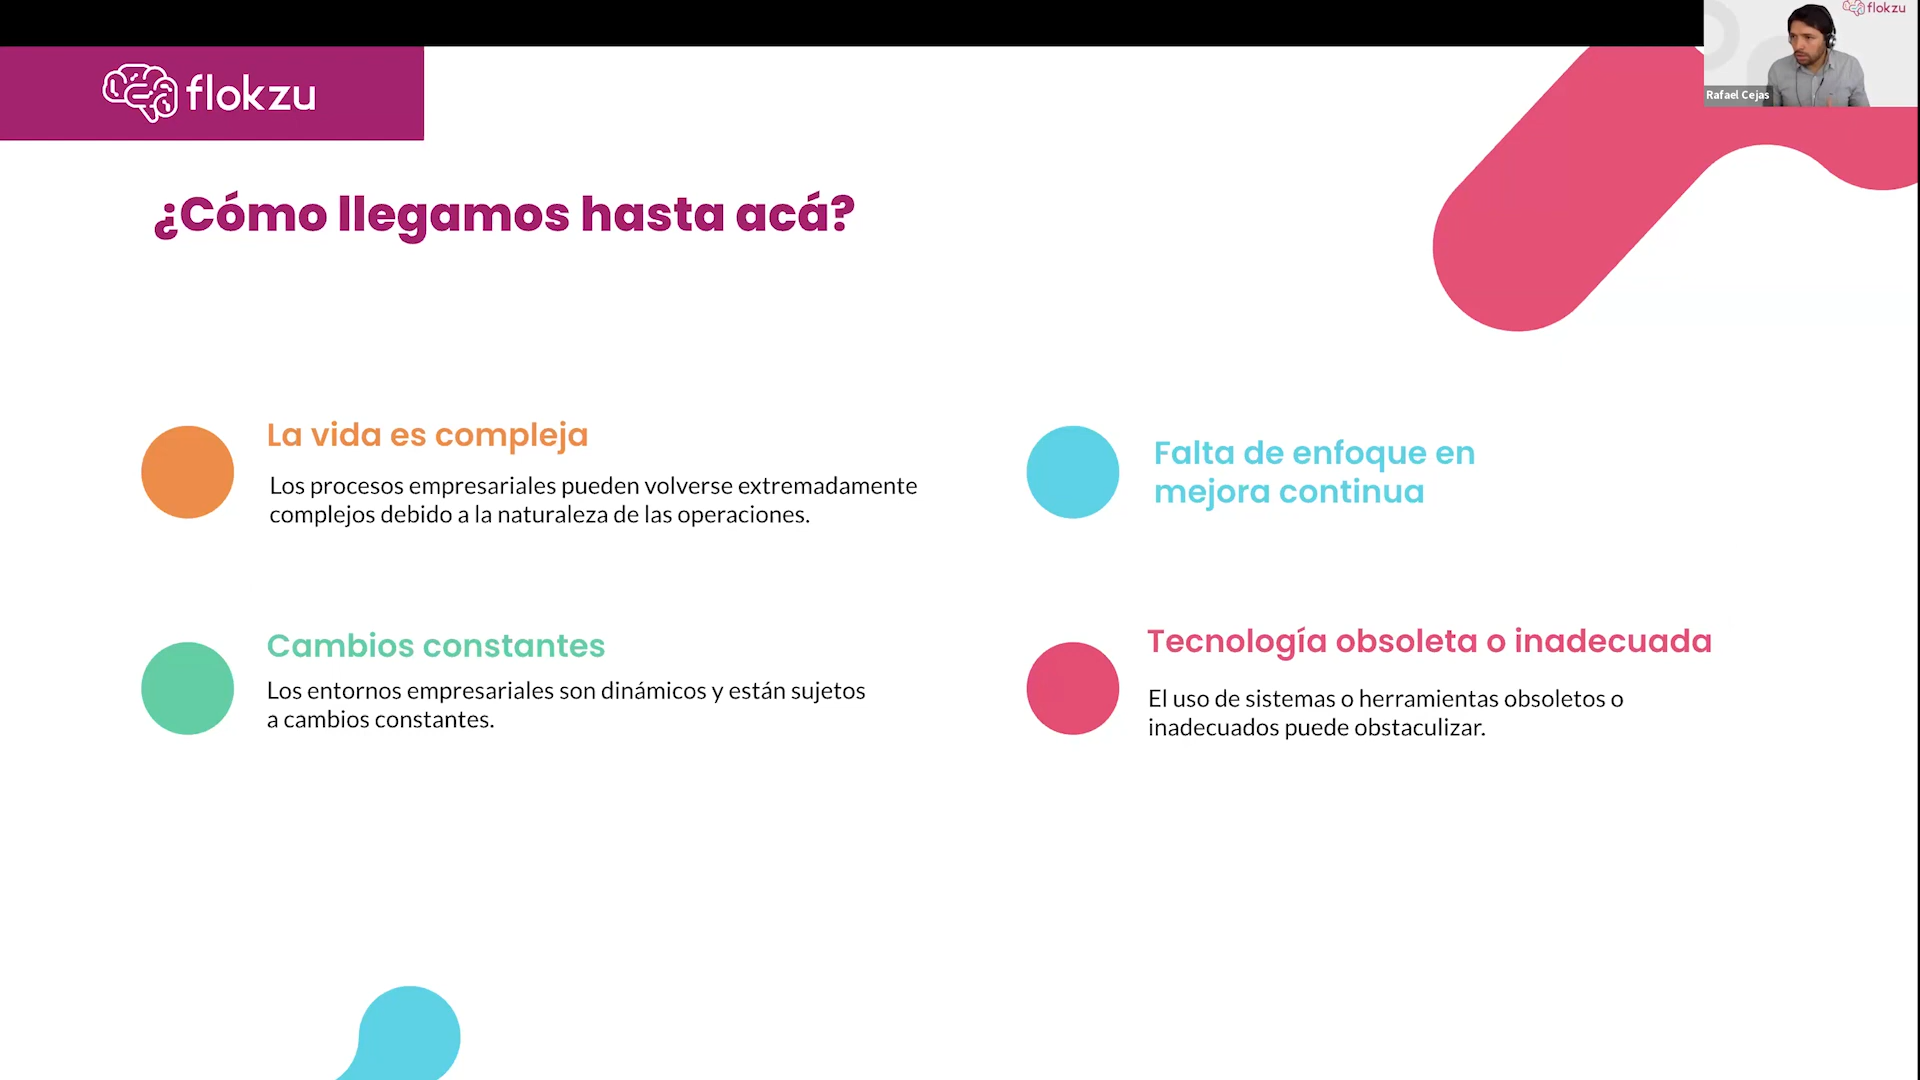 flokzu
flokzu
Rafael Cejas
¿Cómo llegamos hasta acá?
La vida es compleja
Los procesos empresariales pueden volverse extremadamente
complejos debido a la naturaleza de las operaciones.
Falta de enfoque en
mejora continua
Cambios constantes
Los entornos empresariales son dinámicos y están sujetos
a cambios constantes.
Tecnología obsoleta o inadecuada
El uso de sistemas o herramientas obsoletos o
inadecuados puede obstaculizar.